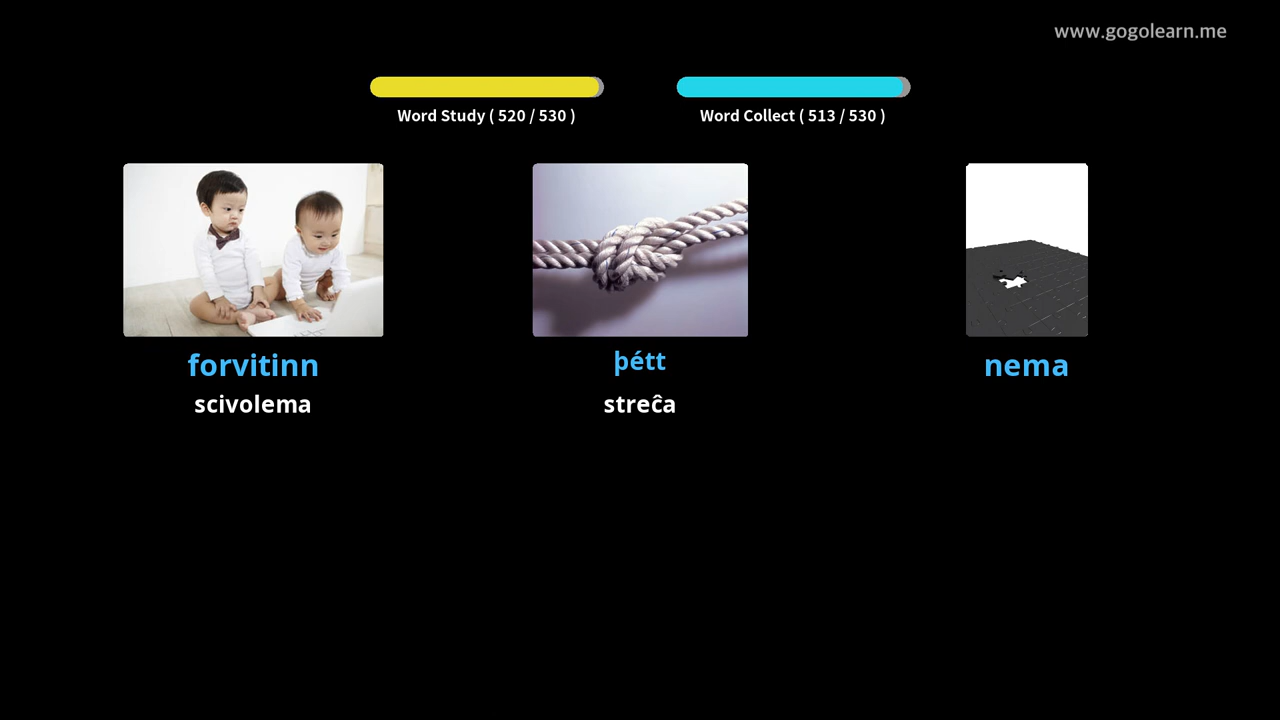 www.gogolearn.me
Word Study ( 520 / 530 )
Word Collect ( 513 / 530 )
forvitinn
scivolema
þétt
streĉa
nema